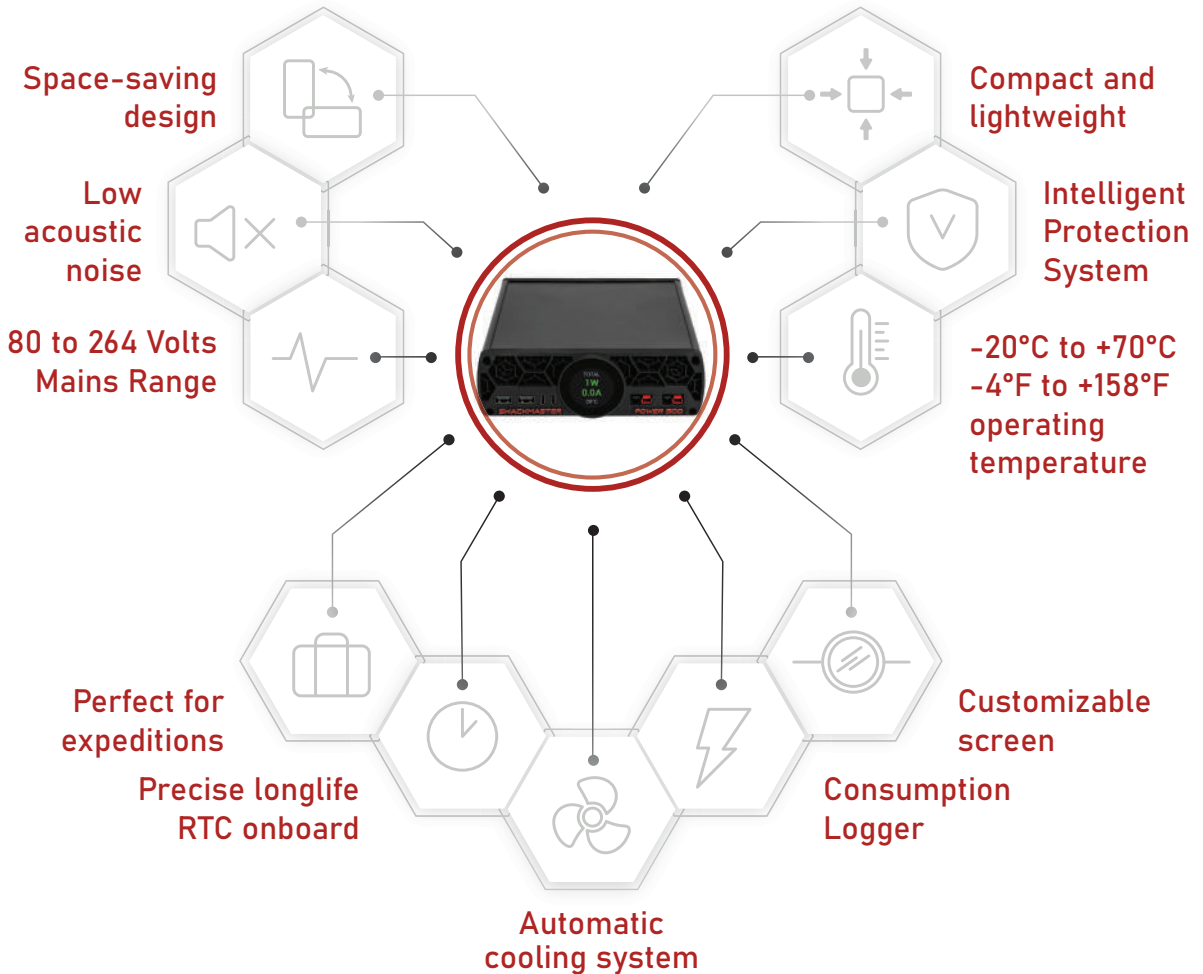 Space-saving
design
Compact and
lightweight
Low
acoustic
noise
Intelligent
Protection
System
80 to 264 Volts
Mains Range
-20°C to +70°C
-4°F to +158°F
operating
temperature
TOTAL
1W
0.0A
SHACKMASTER
POWER 500
Perfect for
expeditions
Customizable
screen
Precise longlife
RTC onboard
Consumption
Logger
Automatic
cooling system